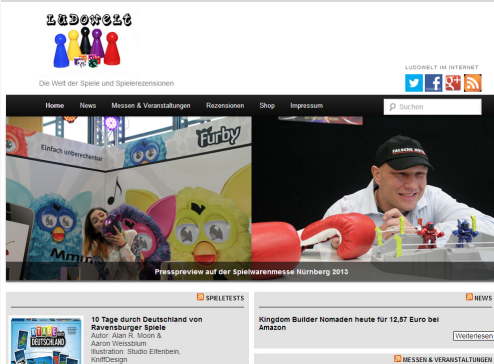 LUDOWELT
Die Welt der Spiele und Spielerezensionen
LUDOWELT IM INTERNET
Home News Messen & Veranstaltungen Rezensionen Shop Impressum
Suchen
Einfach unberechenbar
Furby
FALSCHE
Presspreview auf der Spielwarenmesse Nürnberg 2013
SPIELETESTS
10 Tage durch Deutschland von
Ravensburger Spiele
Autor: Alan R. Moon &
Aaron Weissblum
Illustration: Studio Elfenbein,
KniffDesign
TAGE
DEUTSCHLAND
NEWS
Kingdom Builder Nomaden heute für 12,57 Euro bei
Amazon
Weiterlesen
MESSEN & VERANSTALTUNGEN